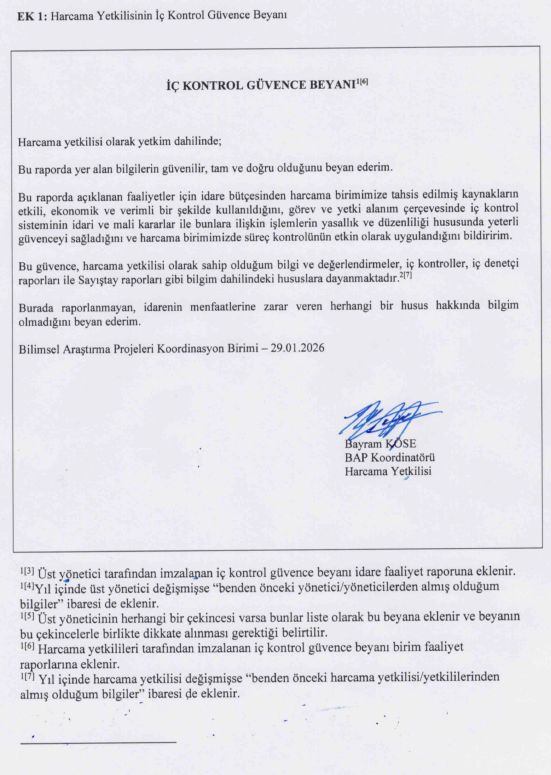 EK 1: Harcama Yetkilisinin İç Kontrol Güvence Beyanı
İÇ KONTROL GÜVENCE BEYANI1[6]
Harcama yetkilisi olarak yetkim dahilinde;
Bu raporda yer alan bilgilerin güvenilir, tam ve doğru olduğunu beyan ederim.
Bu raporda açıklanan faaliyetler için idare bütçesinden harcama birimimize tahsis edilmiş kaynakların
etkili, ekonomik ve verimli bir şekilde kullanıldığını, görev ve yetki alanım çerçevesinde iç kontrol
sisteminin idari ve mali kararlar ile bunlara ilişkin işlemlerin yasallık ve düzenliliği hususunda yeterli
güvenceyi sağladığını ve harcama birimimizde süreç kontrolünün etkin olarak uygulandığını bildiririm.
Bu güvence, harcama yetkilisi olarak sahip olduğum bilgi ve değerlendirmeler, iç kontroller, iç denetçi
raporları ile Sayıştay raporları gibi bilgim dahilindeki hususlara dayanmaktadır.2[7]
Burada raporlanmayan, idarenin menfaatlerine zarar veren herhangi bir husus hakkında bilgim
olmadığını beyan ederim.
Bilimsel Araştırma Projeleri Koordinasyon Birimi – 29.01.2026
Bayram KÖSE
BAP Koordinatörü
Harcama Yetkilisi
1[3] Üst yönetici tarafından imzalanan iç kontrol güvence beyanı idare faaliyet raporuna eklenir.
1[4]Yıl içinde üst yönetici değişmişse “benden önceki yönetici/yöneticilerden almış olduğum
bilgiler” ibaresi de eklenir.
1[5] Üst yöneticinin herhangi bir çekincesi varsa bunlar liste olarak bu beyana eklenir ve beyanın
bu çekincelerle birlikte dikkate alınması gerektiği belirtilir.
1[6] Harcama yetkilileri tarafından imzalanan iç kontrol güvence beyanı birim faaliyet
raporlarına eklenir.
1[7] Yıl içinde harcama yetkilisi değişmişse “benden önceki harcama yetkilisi/yetkililerinden
almış olduğum bilgiler” ibaresi de eklenir.